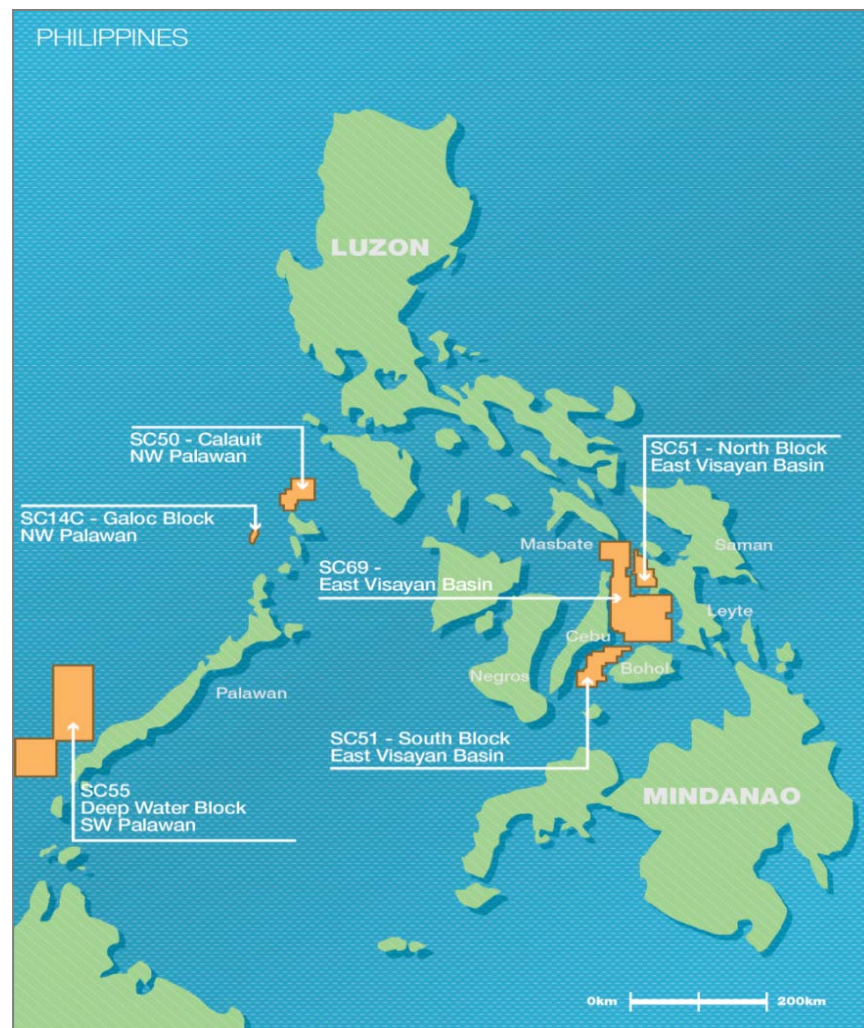 PHILIPPINES
LUZON
SC50 - Calauit
NW Palawan
SC51 - North Block
East Visayan Basin
SC14C - Galoc Block
NW Palawan
Masbate
Saman
SC69 -
East Visayan Basin
Leyte
Cebu
Negros
Bohol
Palawan
SC51 - South Block
East Visayan Basin
SC55
Deep Water Block
SW Palawan
MINDANAO
0km
200km